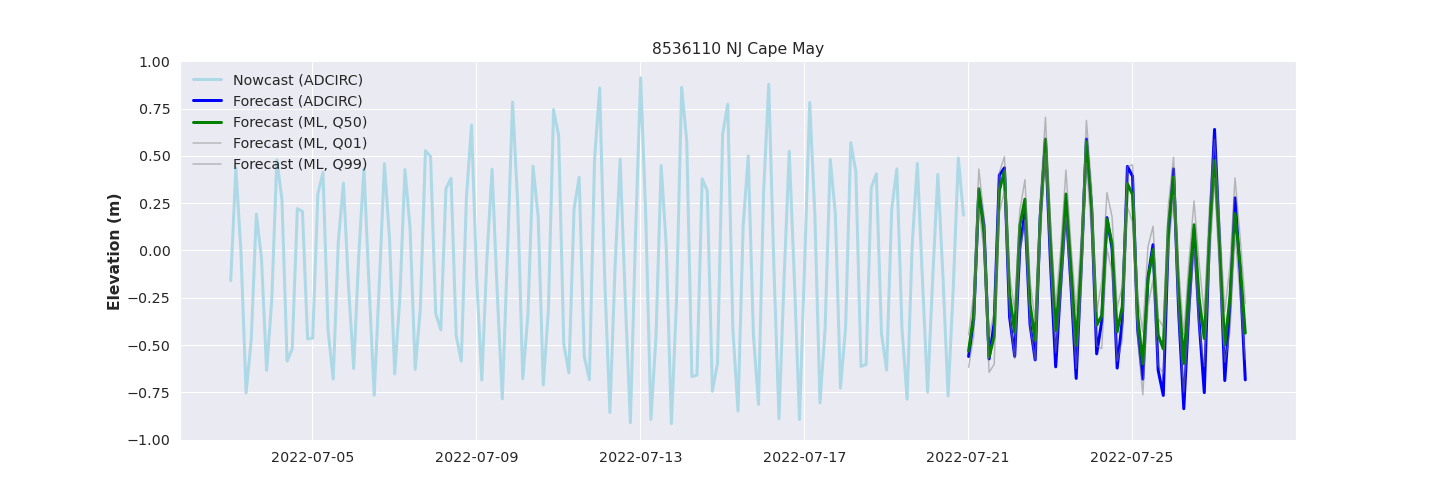 8536110 NJ Cape May
Elevation (m)
1.00
0.75
0.50
0.25
0.00
−0.25
−0.50
−0.75
−1.00
Nowcast (ADCIRC)
Forecast (ADCIRC)
Forecast (ML, Q50)
Forecast (ML, Q01)
Forecast (ML, Q99)
2022-07-05 2022-07-09 2022-07-13 2022-07-17 2022-07-21 2022-07-25